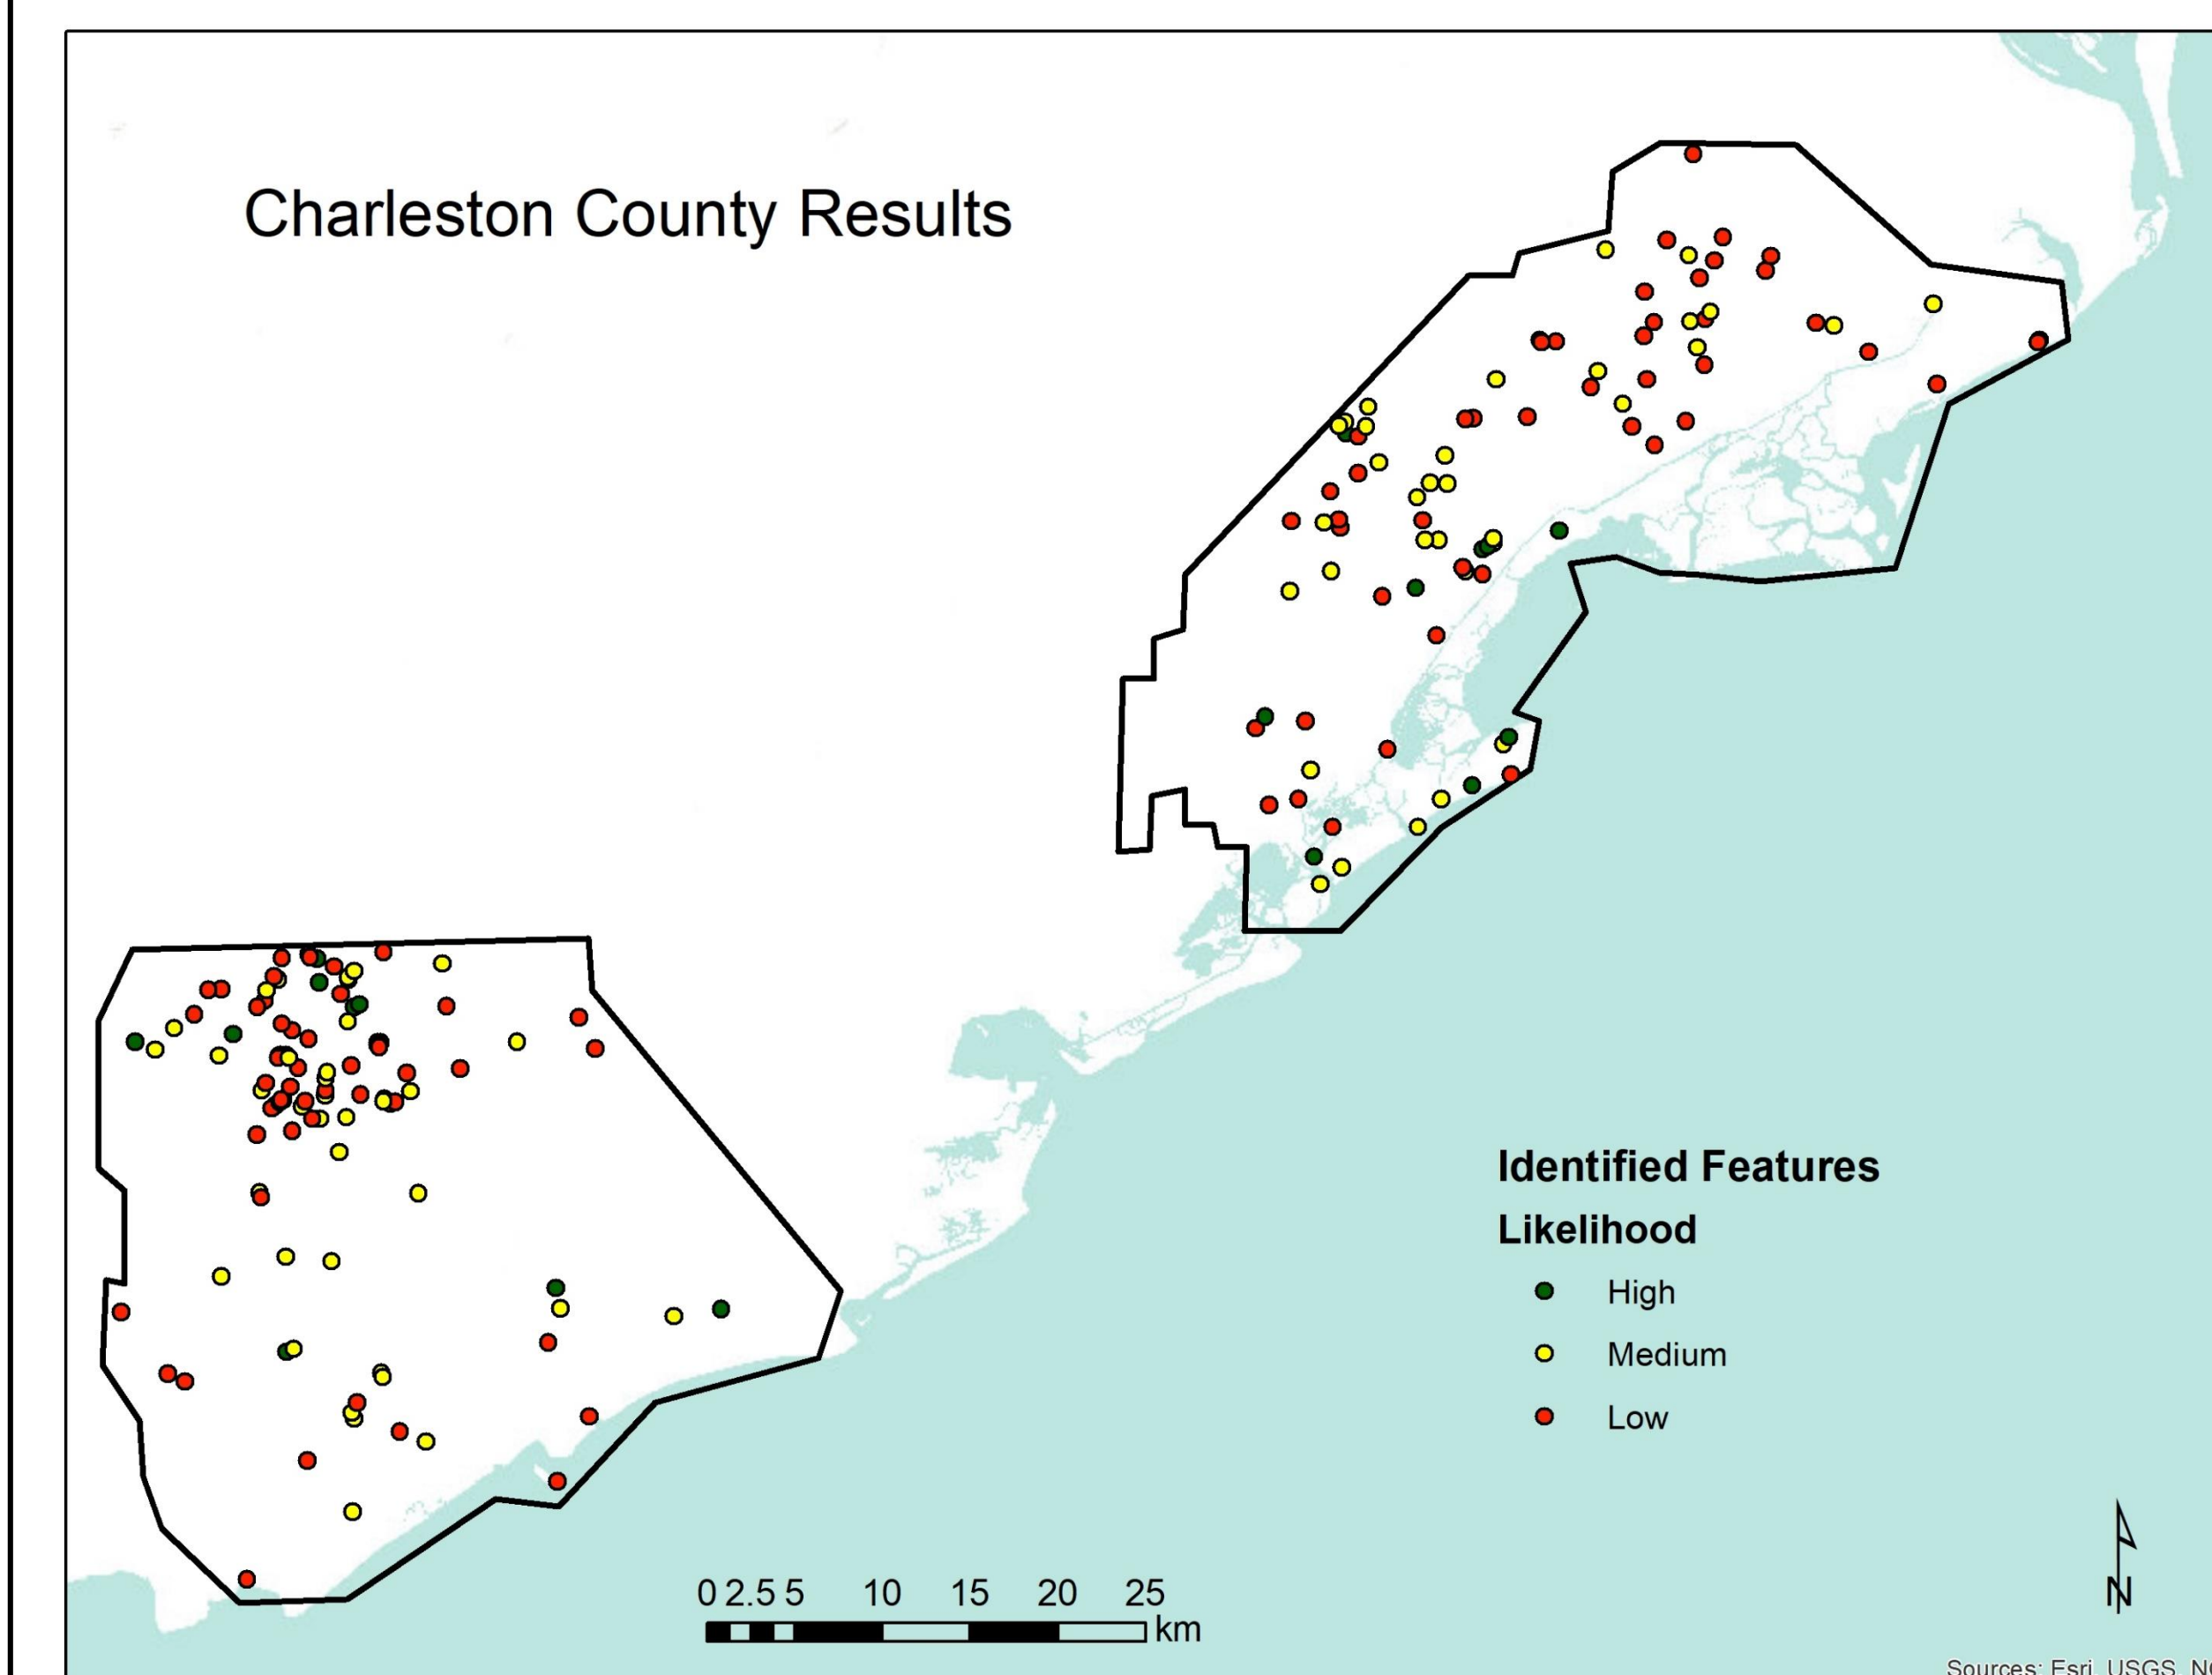 Charleston County Results
Identified Features
Likelihood
High
Medium
Low
0 2.5 5 10 15 20 25
km
N
Sources: Esri, USGS,